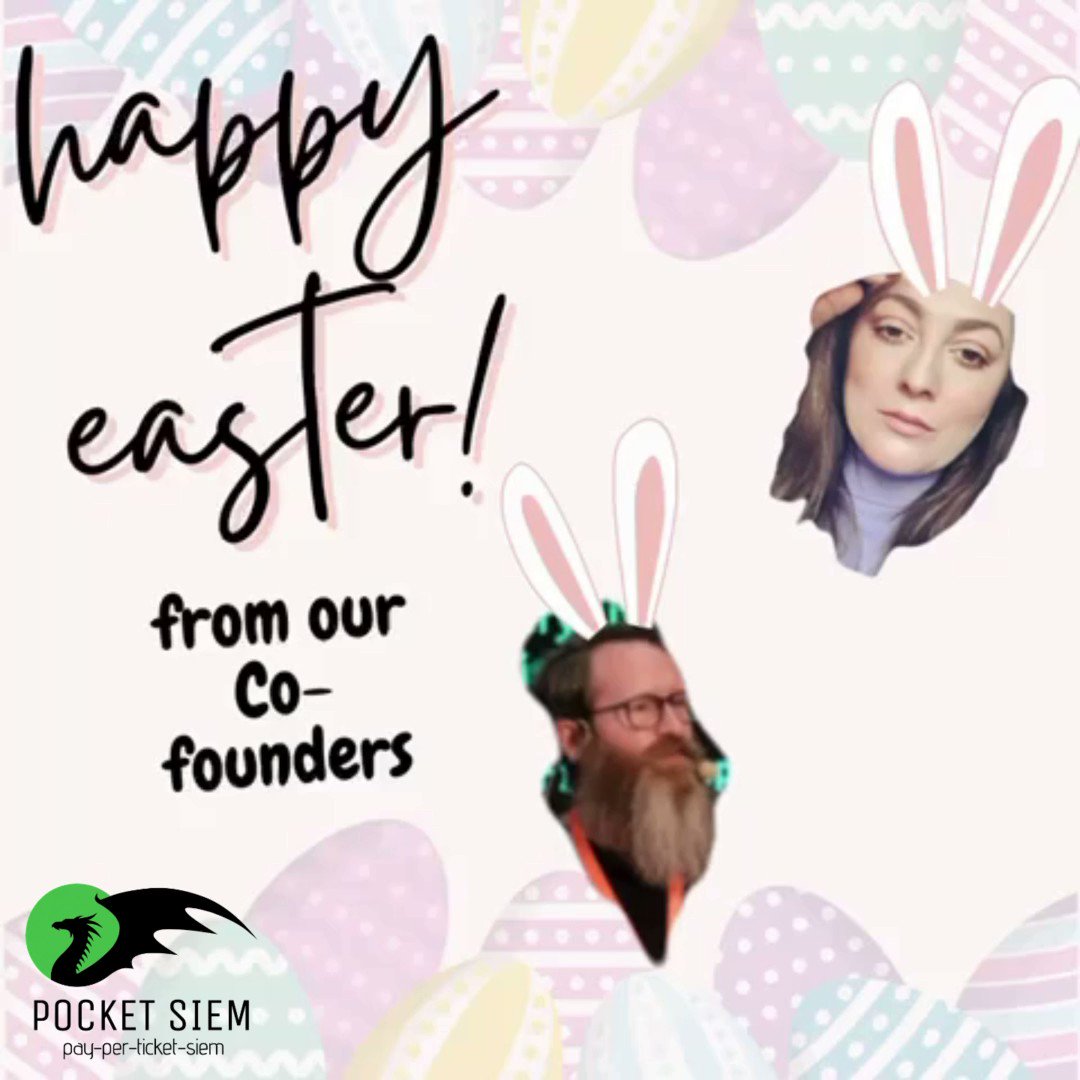 happy
easter!
from our
Co-
founders
POCKET SIEM
pay-per-ticket-siem